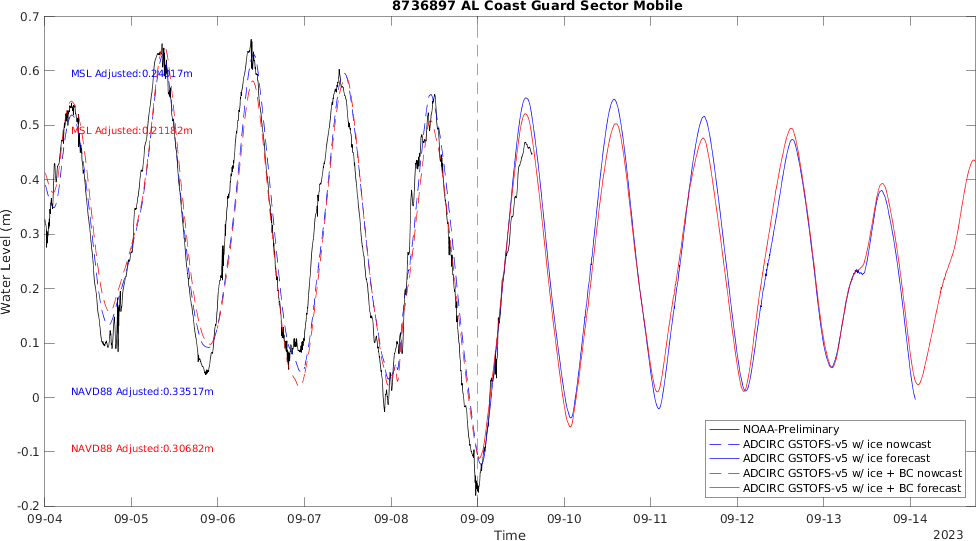 8736897 AL Coast Guard Sector Mobile
0.7
0.6
0.5
0.4
0.3
0.2
0.1
0
-0.1
-0.2
Water Level (m)
MSL Adjusted:0.24417m
MSL Adjusted:0.21182m
NAVD88 Adjusted:0.33517m
NAVD88 Adjusted:0.30682m
NOAA-Preliminary
ADCIRC GSTOFS-v5 w/ ice nowcast
ADCIRC GSTOFS-v5 w/ ice forecast
ADCIRC GSTOFS-v5 w/ ice + BC nowcast
ADCIRC GSTOFS-v5 w/ ice + BC forecast
09-04 09-05 09-06 09-07 09-08 09-09 09-10 09-11 09-12 09-13 09-14
Time
2023